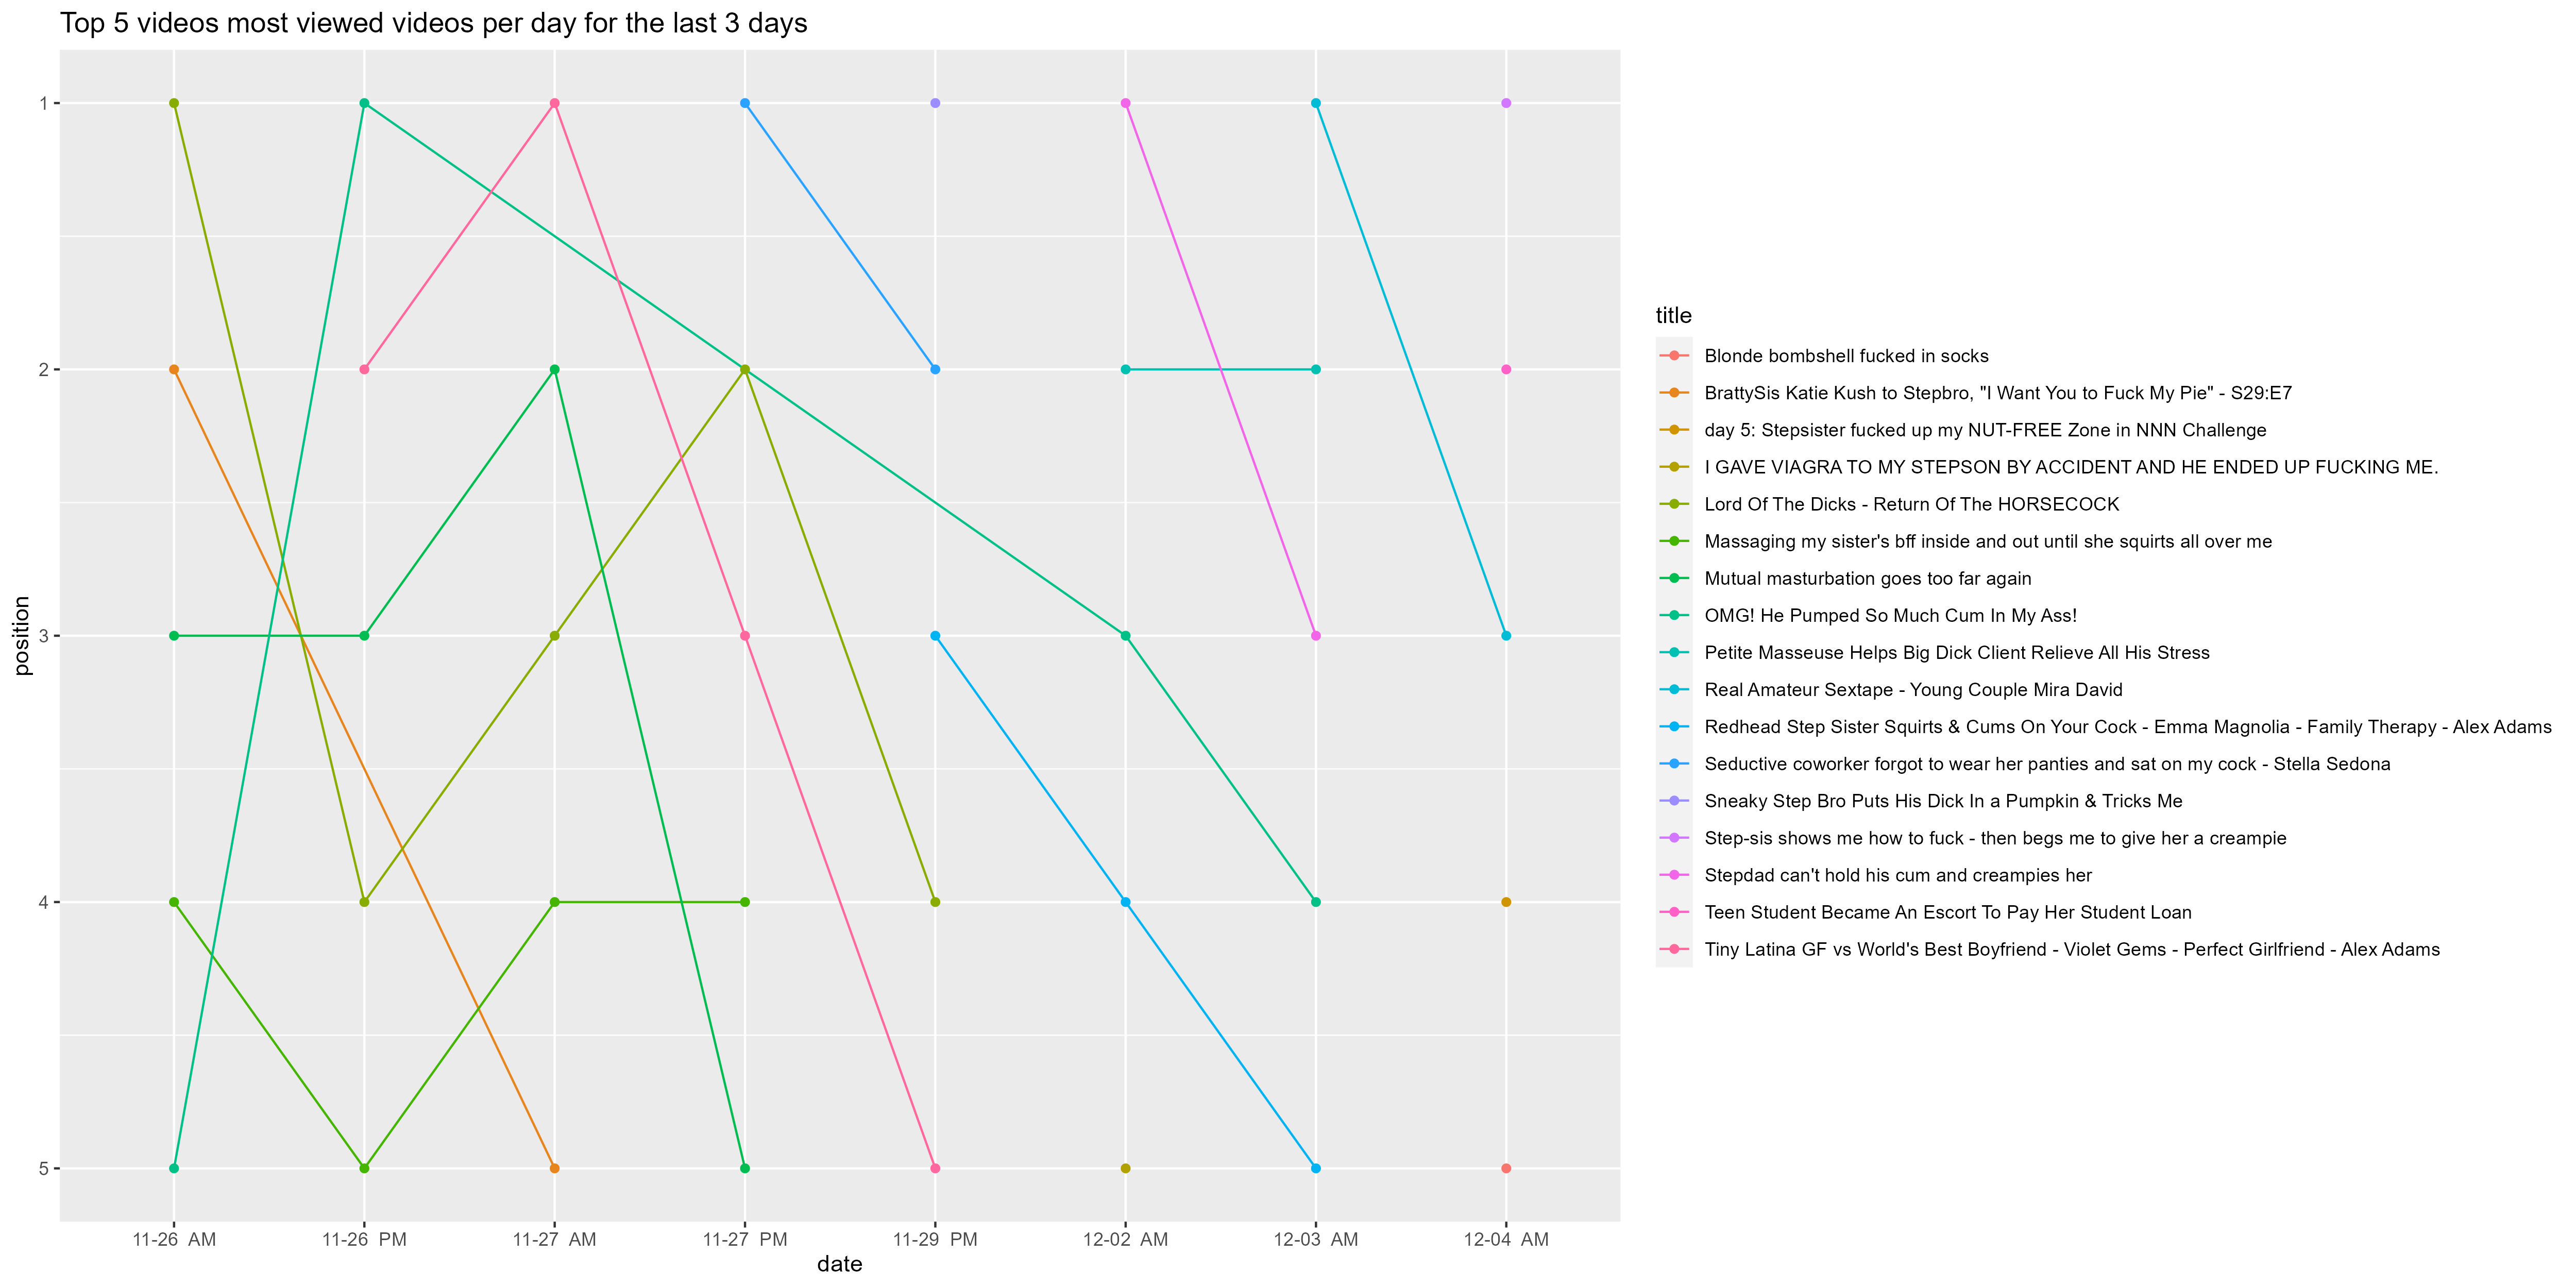 Top 5 videos most viewed videos per day for the last 3 days
position
1
2
3
4
5
11-26 AM
11-26 PM
11-27 AM
11-27 PM
11-29 PM
12-02 AM
12-03 AM
12-04 AM
date
title
Blonde bombshell fucked in socks
BrattySis Katie Kush to Stepbro, "I Want You to Fuck My Pie" - S29:E7
day 5: Stepsister fucked up my NUT-FREE Zone in NNN Challenge
I GAVE VIAGRA TO MY STEPSON BY ACCIDENT AND HE ENDED UP FUCKING ME.
Lord Of The Dicks - Return Of The HORSECOCK
Massaging my sister's bff inside and out until she squirts all over me
Mutual masturbation goes too far again
OMG! He Pumped So Much Cum In My Ass!
Petite Masseuse Helps Big Dick Client Relieve All His Stress
Real Amateur Sextape - Young Couple Mira David
Redhead Step Sister Squirts & Cums On Your Cock - Emma Magnolia - Family Therapy - Alex Adams
Seductive coworker forgot to wear her panties and sat on my cock - Stella Sedona
Sneaky Step Bro Puts His Dick In a Pumpkin & Tricks Me
Step-sis shows me how to fuck - then begs me to give her a creampie
Stepdad can't hold his cum and creampies her
Teen Student Became An Escort To Pay Her Student Loan
Tiny Latina GF vs World's Best Boyfriend - Violet Gems - Perfect Girlfriend - Alex Adams